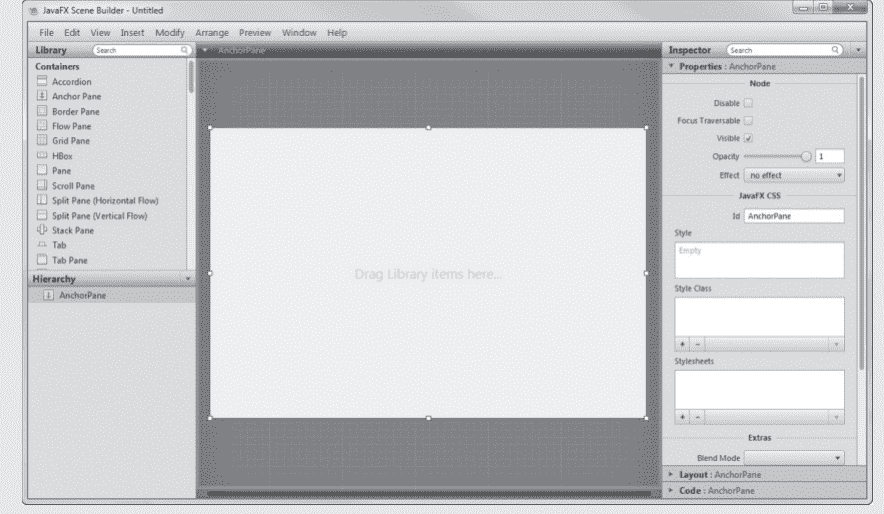 JavaFX Scene Builder - Untitled
File Edit View Insert Modify Arrange Preview Window Help
Library Search
Containers
Accordion
Anchor Pane
Border Pane
Flow Pane
Grid Pane
HBox
Pane
Scroll Pane
Split Pane (Horizontal Flow)
Split Pane (Vertical Flow)
Stack Pane
Tab
Tab Pane
Hierarchy
AnchorPane
AnchorPane
Drag Library items here...
Inspector Search
Properties : AnchorPane
Node
Disable
Focus Traversable
Visible
Opacity 1
Effect no effect
JavaFX CSS
Id AnchorPane
Style
Empty
Style Class
+ -
Stylesheets
+ -
Extras
Blend Mode
Layout : AnchorPane
Code : AnchorPane